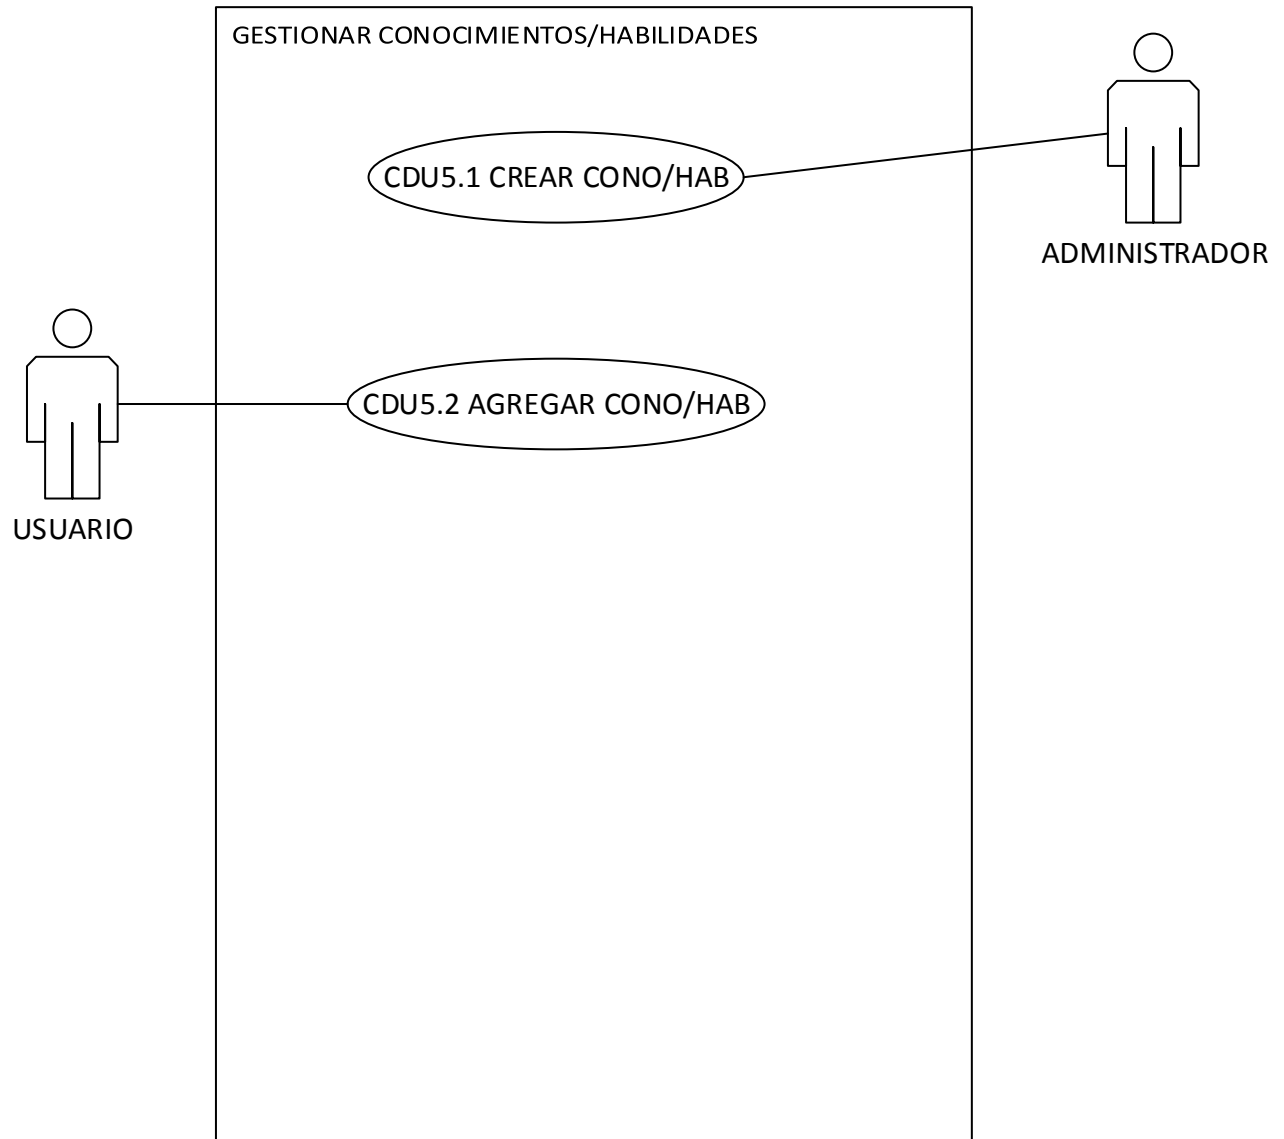 GESTIONAR CONOCIMIENTOS/HABILIDADES
CDU5.1 CREAR CONO/HAB
ADMINISTRADOR
CDU5.2 AGREGAR CONO/HAB
USUARIO